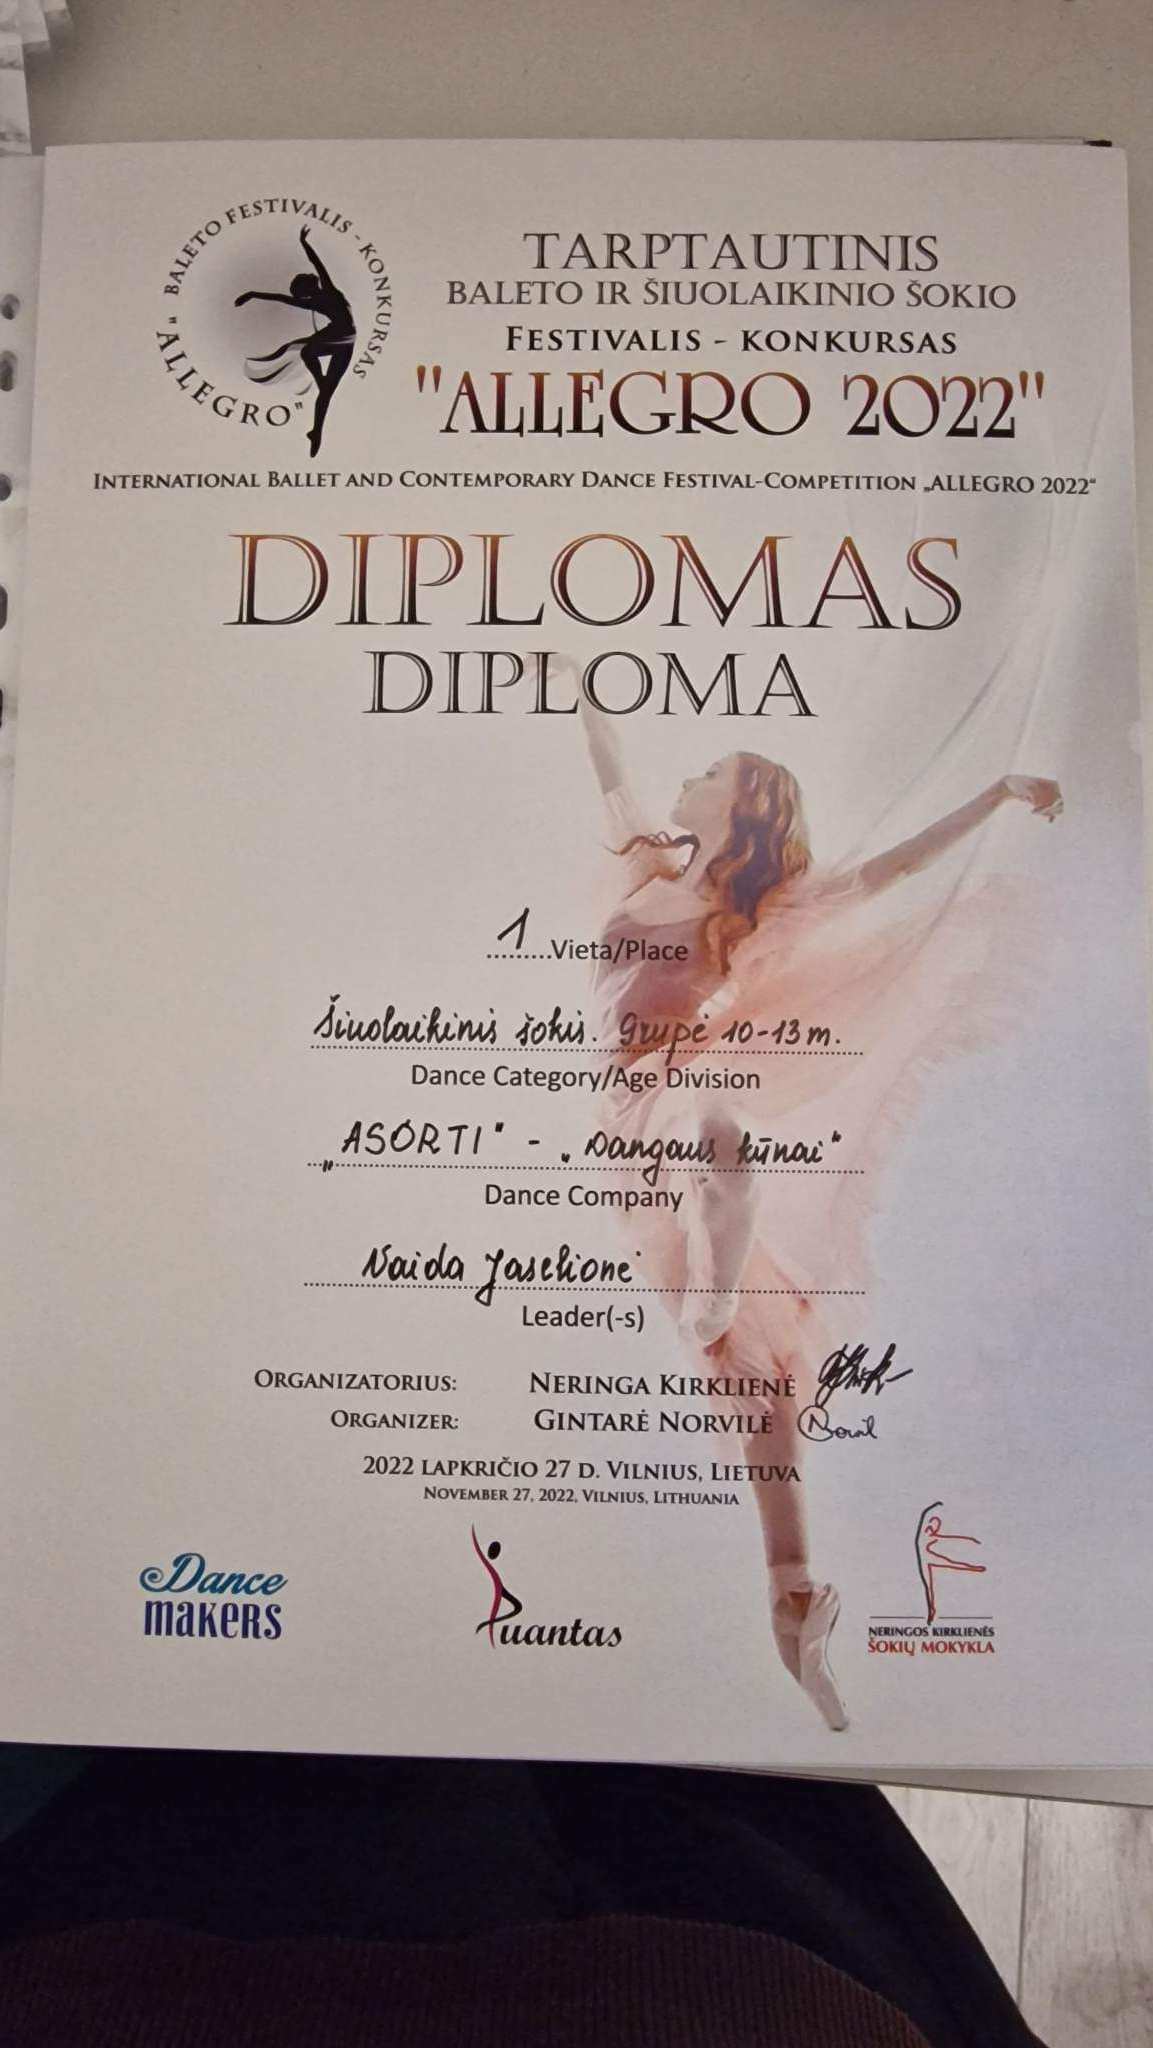 "ALLEGRO" BALETO FESTIVALIS - KONKURSAS
TARPTAUTINIS
BALETO IR ŠIUOLAIKINIO ŠOKIO
FESTIVALIS - KONKURSAS
"ALLEGRO 2022"
INTERNATIONAL BALLET AND CONTEMPORARY DANCE FESTIVAL-COMPETITION „ALLEGRO 2022“
DIPLOMAS
DIPLOMA
1 Vieta/Place
Šiuolaikinis šokis. Grupė 10-13 m.
Dance Category/Age Division
„ASORTI“ - „Dangaus kūnai“
Dance Company
Vaida Jaselionė
Leader(-s)
ORGANIZATORIUS: NERINGA KIRKLIENĖ
ORGANIZER: GINTARĖ NORVILĖ
2022 LAPKRIČIO 27 D. VILNIUS, LIETUVA
NOVEMBER 27, 2022, VILNIUS, LITHUANIA
Dance
MAKERS
Puantas
NERINGOS KIRKLIENĖS
ŠOKIŲ MOKYKLA